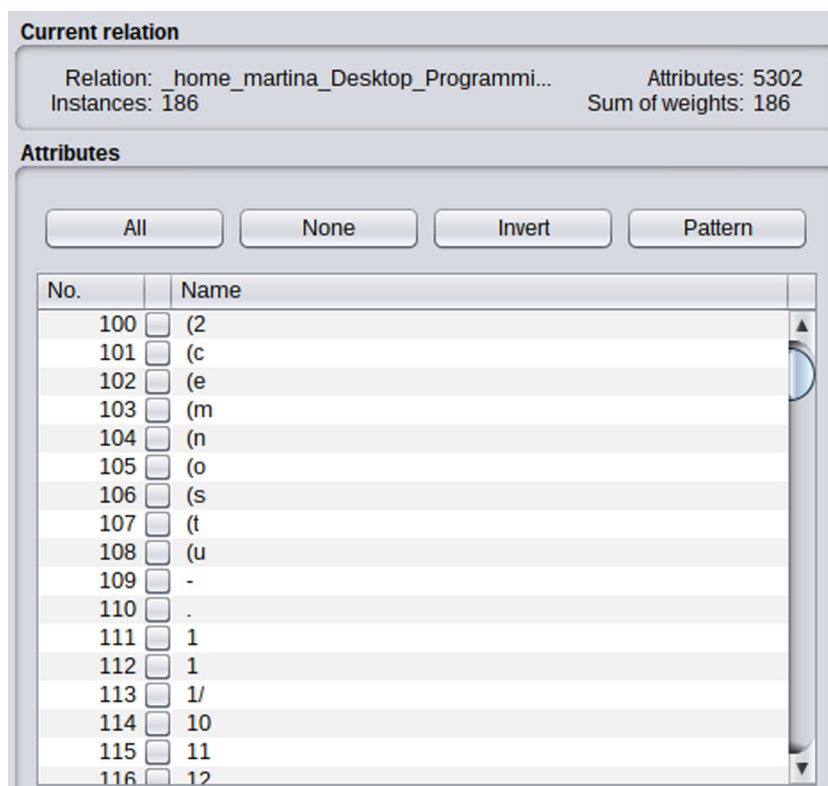 Current relation
Relation: _home_martina_Desktop_Programmi... Attributes: 5302
Instances: 186 Sum of weights: 186
Attributes
All None Invert Pattern
No. Name
100 (2
101 (c
102 (e
103 (m
104 (n
105 (o
106 (s
107 (t
108 (u
109 -
110 .
111 1
112 1
113 1/
114 10
115 11
116 12